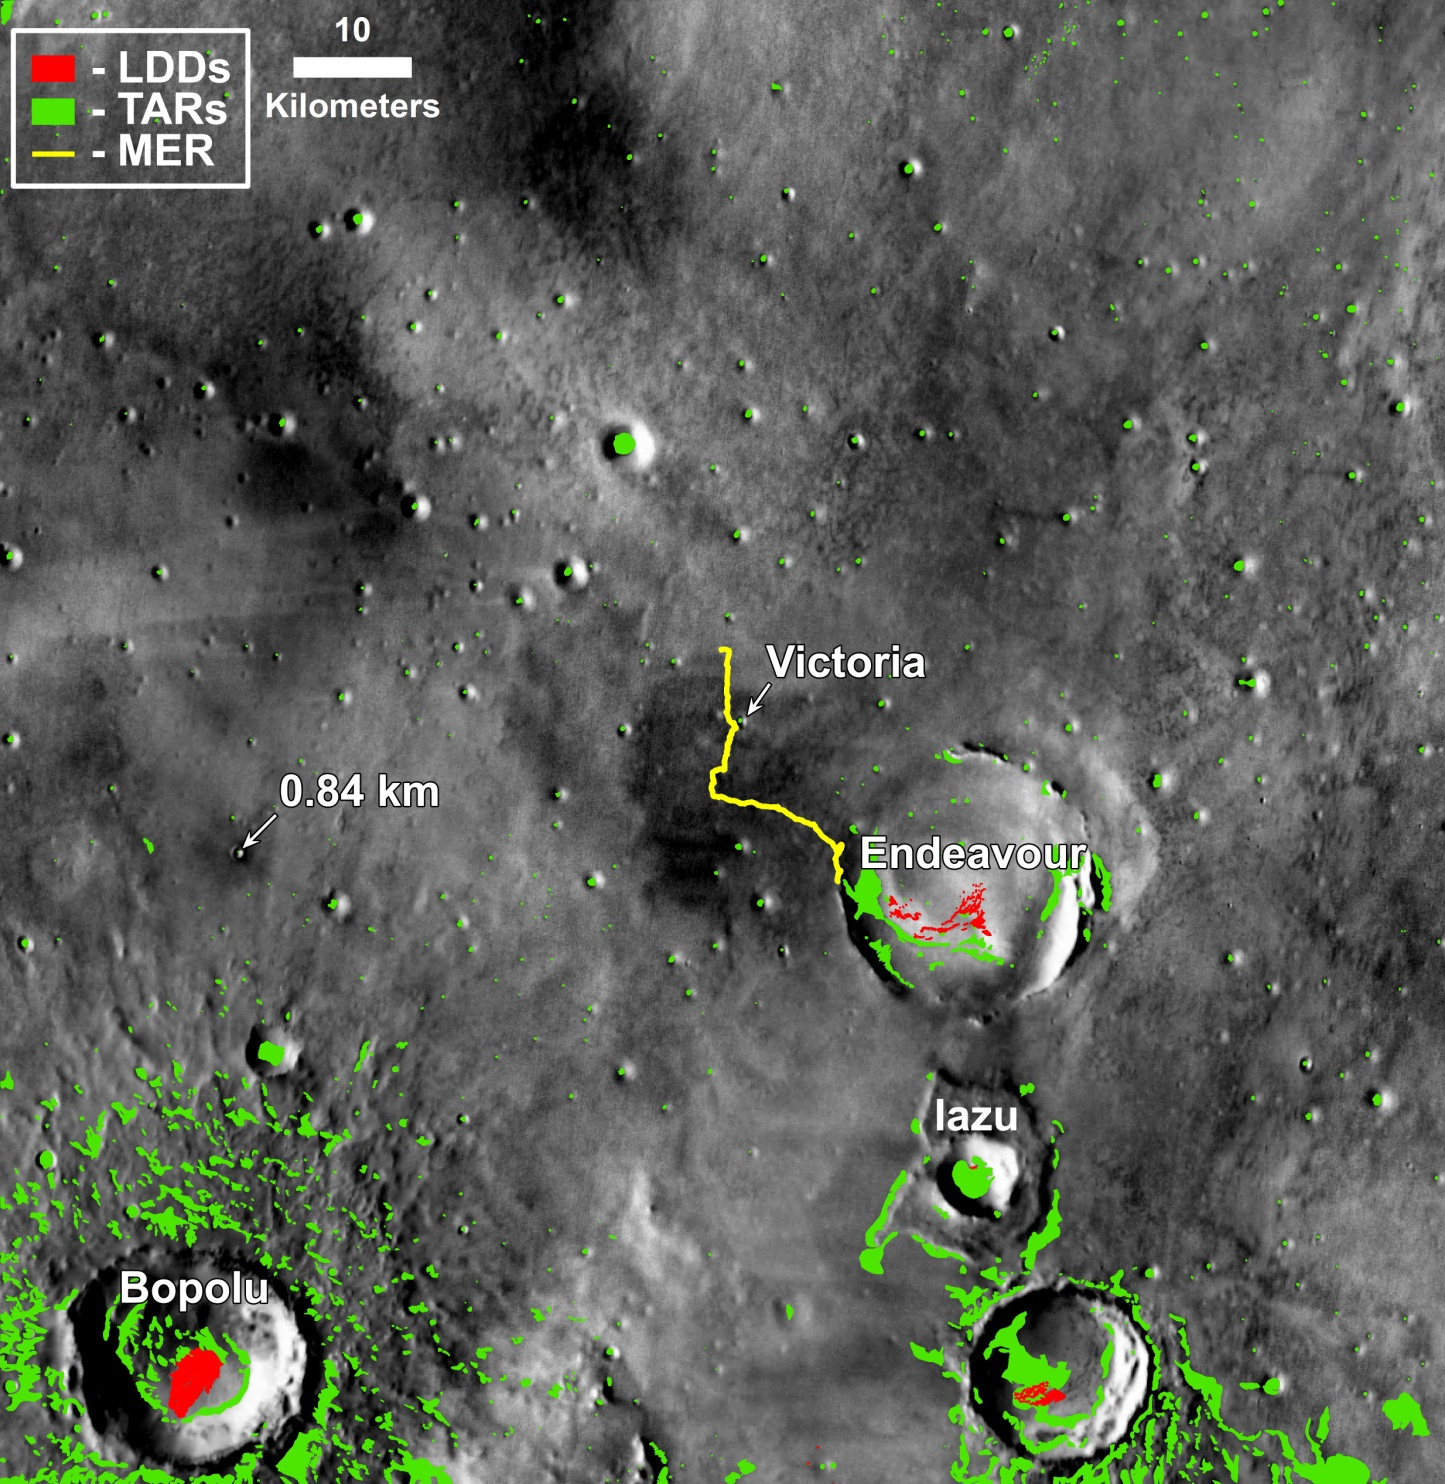 - LDDs
- TARs
- MER
10
Kilometers
Victoria
0.84 km
Endeavour
Iazu
Bopolu